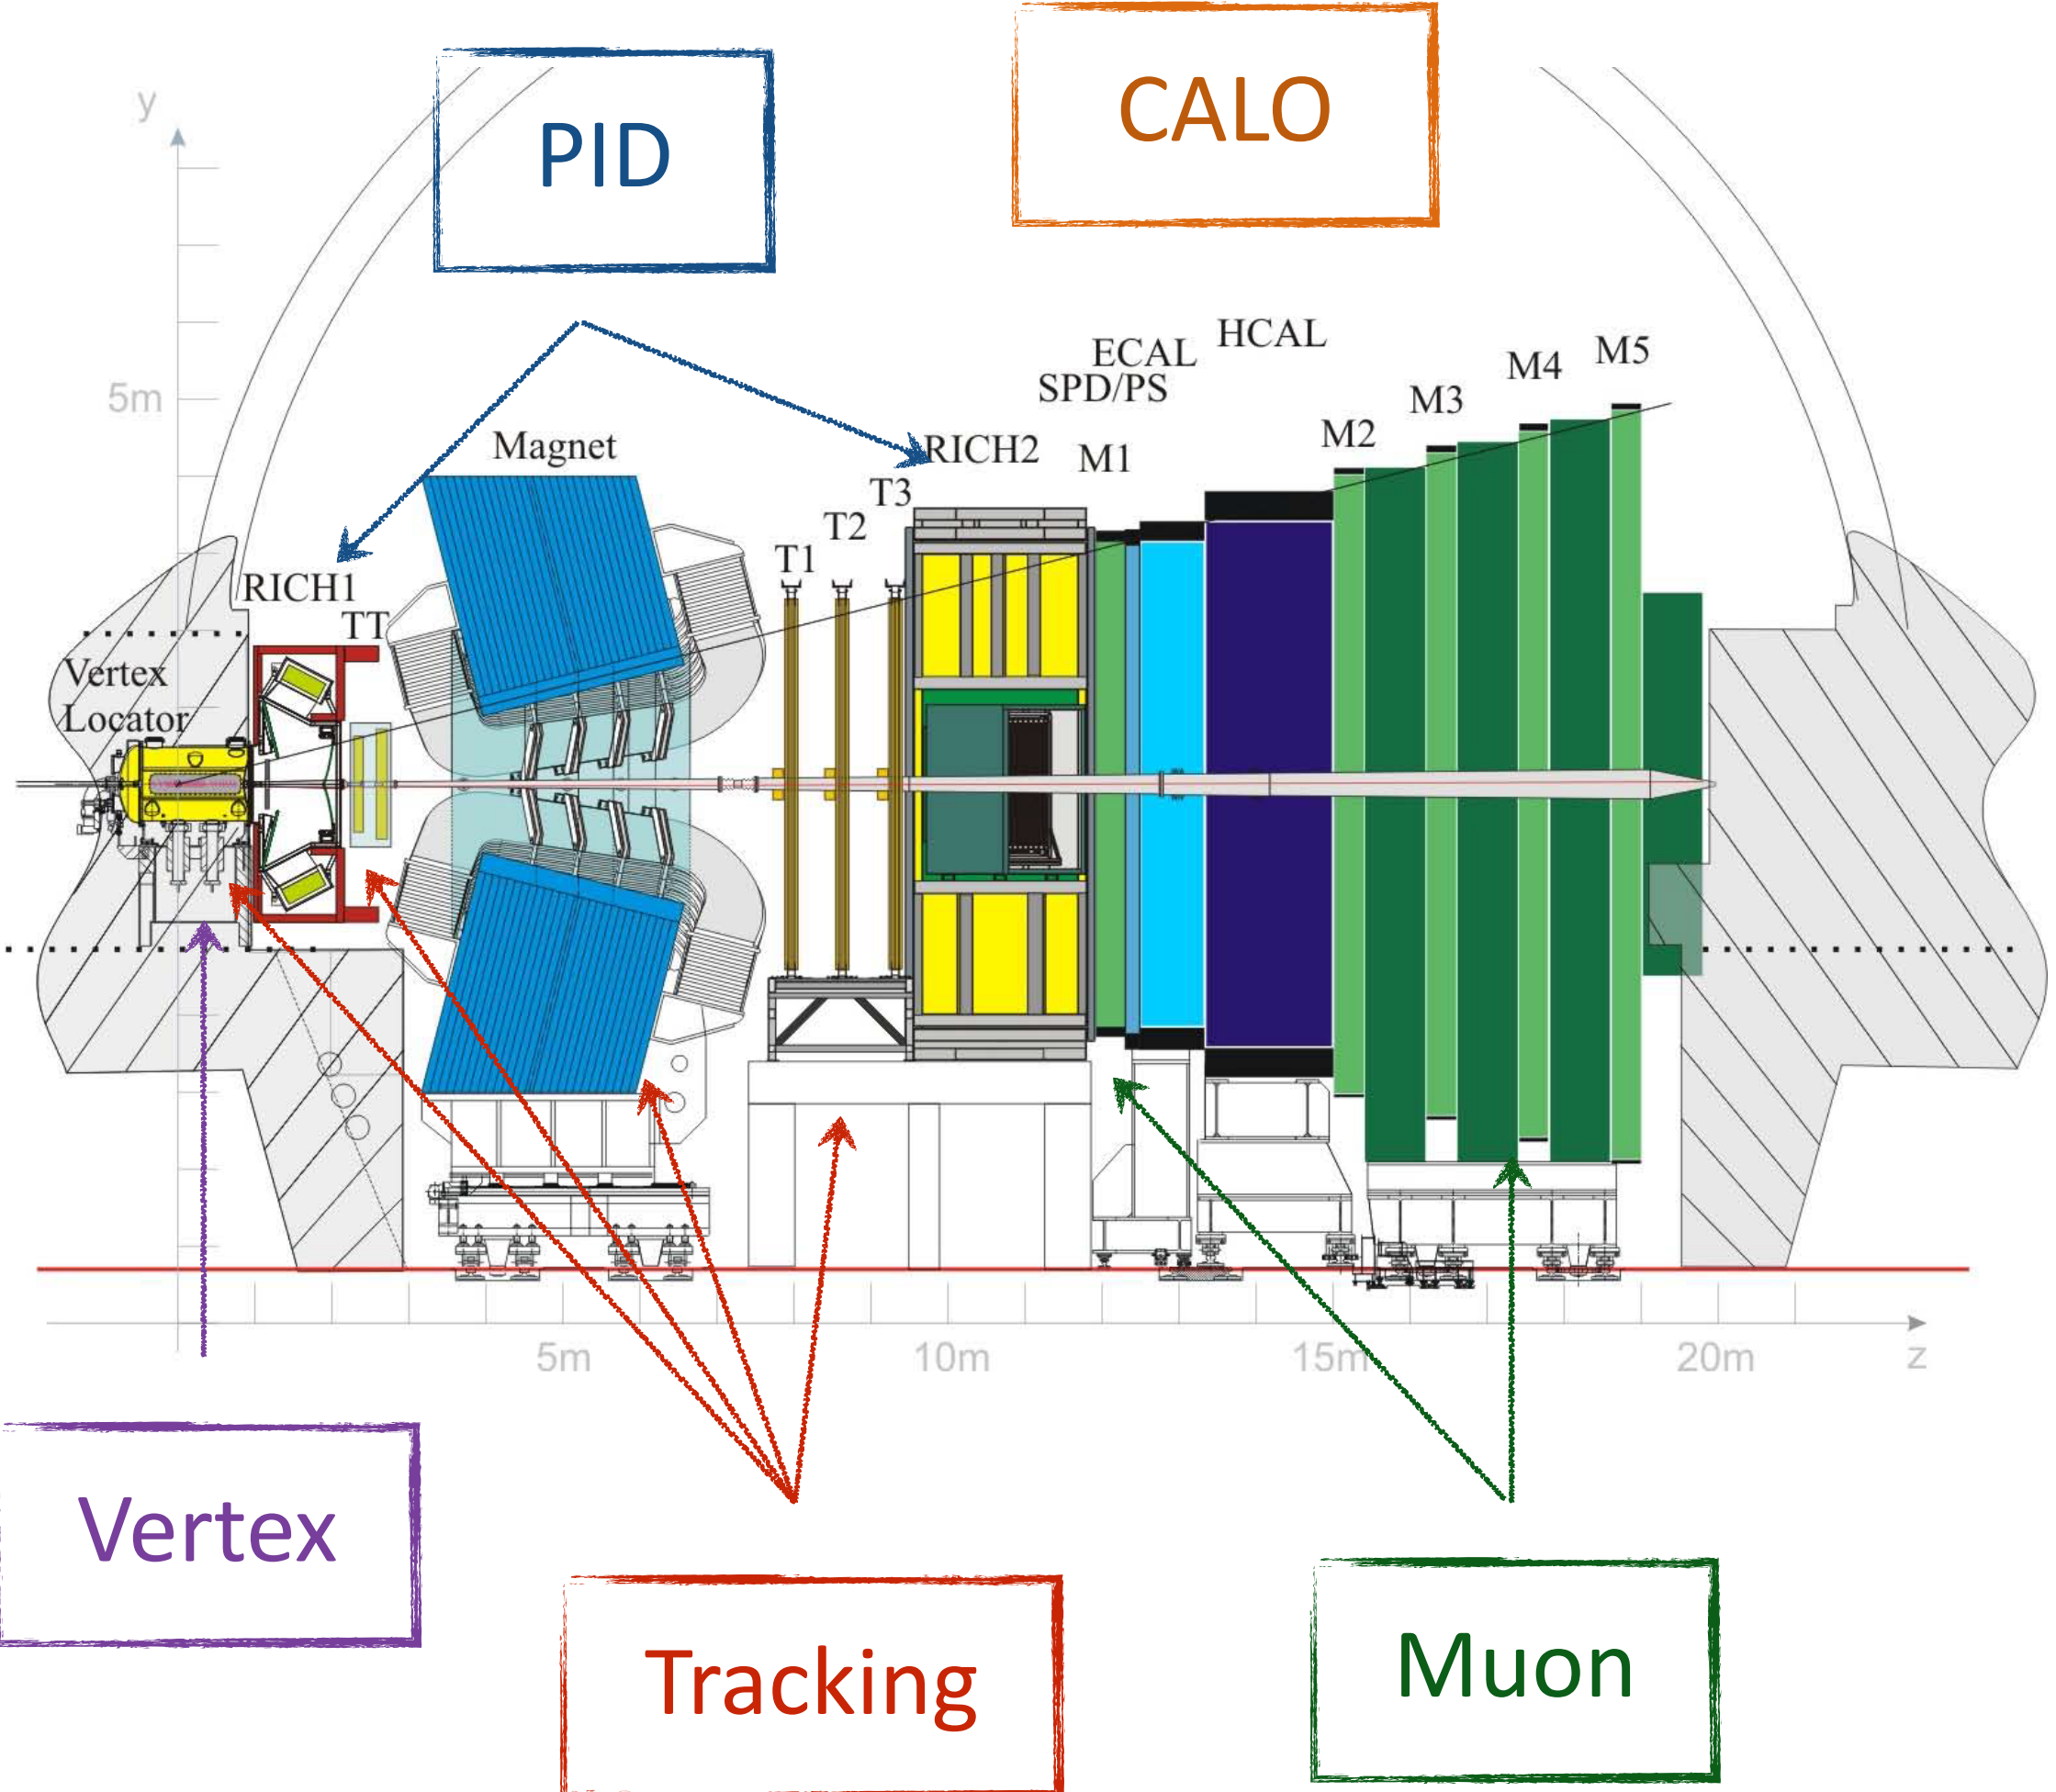 CALO
PID
y
HCAL
ECAL
M5
M4
SPD/PS
5m
M3
M2
Magnet
RICH2
M1
T3
T2
T1
RICH1
TT
Vertex
Locator
5m
10m
15m
20m
z
Vertex
Tracking
Muon